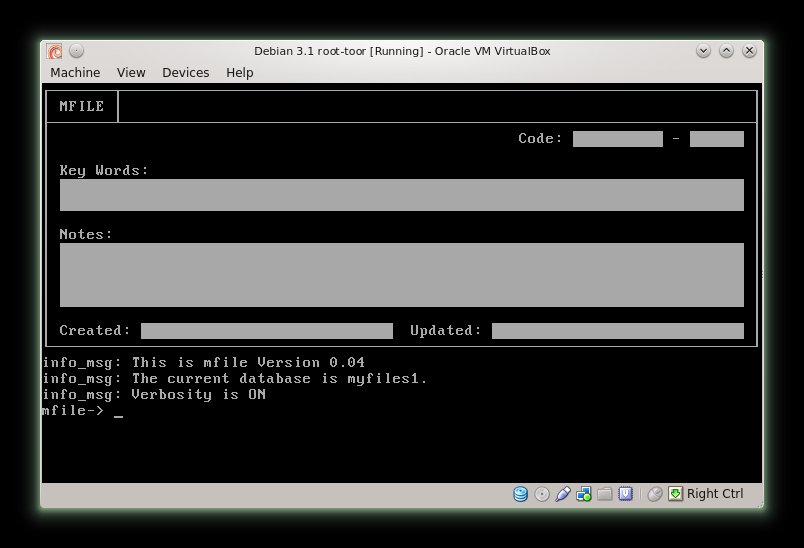 Debian 3.1 root-toor [Running] - Oracle VM VirtualBox
Machine View Devices Help
MFILE
Code: -
Key Words:
Notes:
Created: Updated:
info_msg: This is mfile Version 0.04
info_msg: The current database is myfiles1.
info_msg: Verbosity is ON
mfile-> _
Right Ctrl